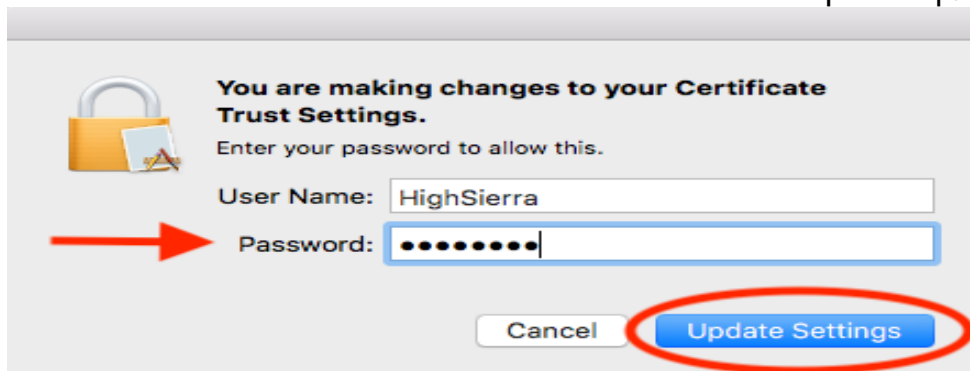 You are making changes to your Certificate
Trust Settings.
Enter your password to allow this.
User Name: HighSierra
Password: ••••••••
Cancel Update Settings